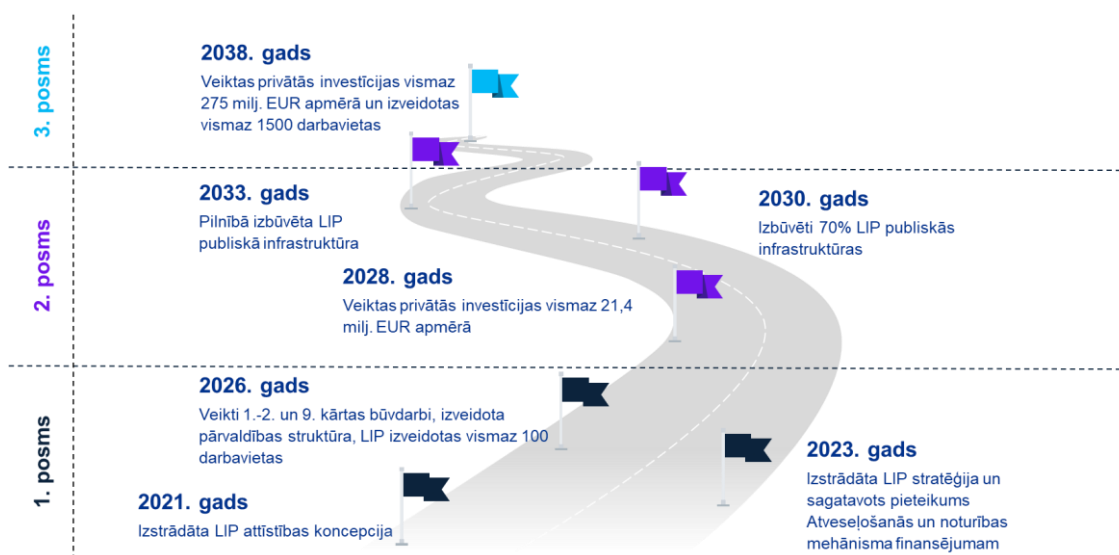 3. posms
2038. gads
Veiktas privātās investīcijas vismaz
275 milj. EUR apmērā un izveidotas
vismaz 1500 darbavietas
2. posms
2033. gads
Pilnībā izbūvēta LIP
publiskā infrastruktūra
2030. gads
Izbūvēti 70% LIP publiskās
infrastruktūras
2028. gads
Veiktas privātās investīcijas vismaz 21,4
milj. EUR apmērā
1. posms
2026. gads
Veikti 1.-2. un 9. kārtas būvdarbi, izveidota
pārvaldības struktūra, LIP izveidotas vismaz 100
darbavietas
2023. gads
Izstrādāta LIP stratēģija un
sagatavots pieteikums
Atveseļošanās un noturības
mehānisma finansējumam
2021. gads
Izstrādāta LIP attīstības koncepcija